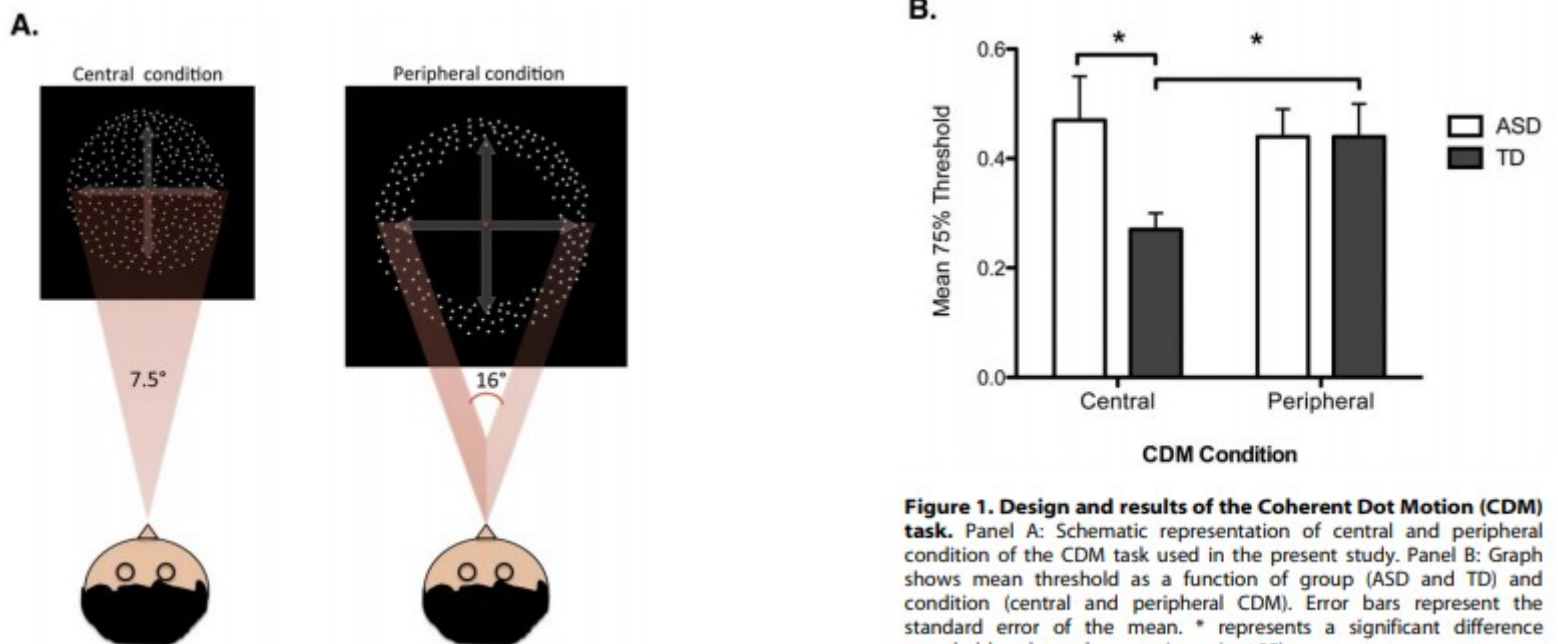 A.
Central condition
Peripheral condition
7.5°
16°
B.
*
*
0.6
0.4
0.2
0.0
Mean 75% Threshold
ASD
TD
Central
Peripheral
CDM Condition
Figure 1. Design and results of the Coherent Dot Motion (CDM)
task. Panel A: Schematic representation of central and peripheral
condition of the CDM task used in the present study. Panel B: Graph
shows mean threshold as a function of group (ASD and TD) and
condition (central and peripheral CDM). Error bars represent the
standard error of the mean. * represents a significant difference